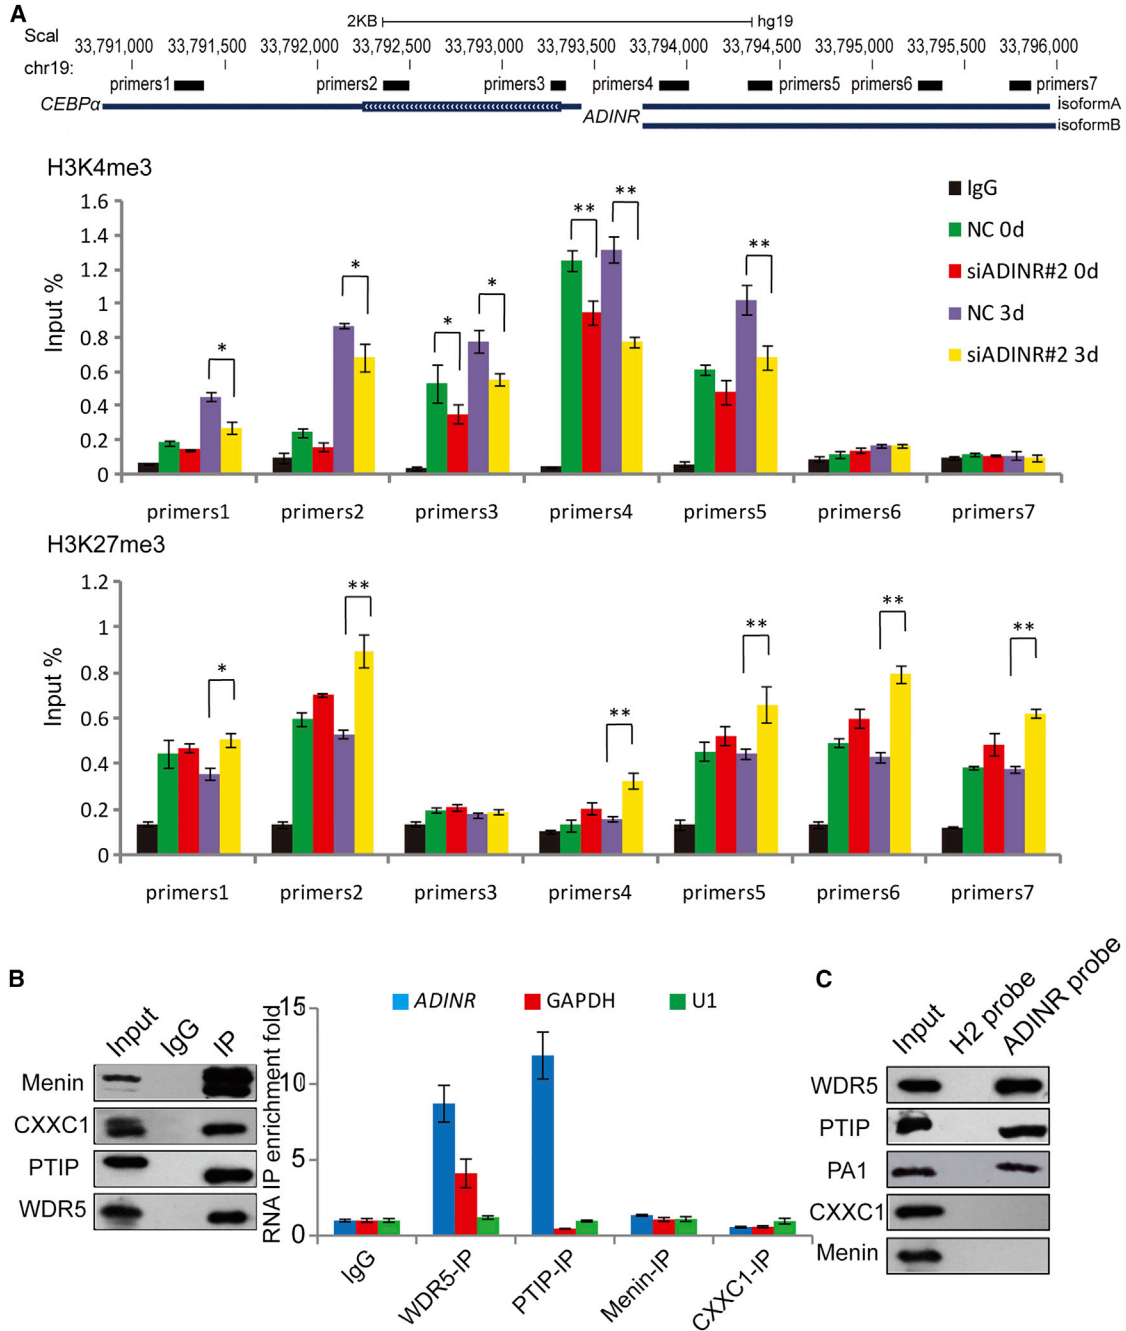 A
2KB hg19
Scal 33,791,000 33,791,500 33,792,000 33,792,500 33,793,000 33,793,500 33,794,000 33,794,500 33,795,000 33,795,500 33,796,000
chr19:
primers1 primers2 primers3 primers4 primers5 primers6 primers7
CEBPα ADINR isoformA
isoformB
H3K4me3
IgG
NC 0d
siADINR#2 0d
NC 3d
siADINR#2 3d
Input %
1.6
1.4
1.2
1
0.8
0.6
0.4
0.2
0
* * * * ** ** **
primers1 primers2 primers3 primers4 primers5 primers6 primers7
H3K27me3
Input %
1.2
1
0.8
0.6
0.4
0.2
0
* ** ** ** ** **
primers1 primers2 primers3 primers4 primers5 primers6 primers7
B
Input IgG IP
Menin
CXXC1
PTIP
WDR5
RNA IP enrichment fold
15
10
5
0
ADINR GAPDH U1
IgG WDR5-IP PTIP-IP Menin-IP CXXC1-IP
C
Input H2 probe ADINR probe
WDR5
PTIP
PA1
CXXC1
Menin